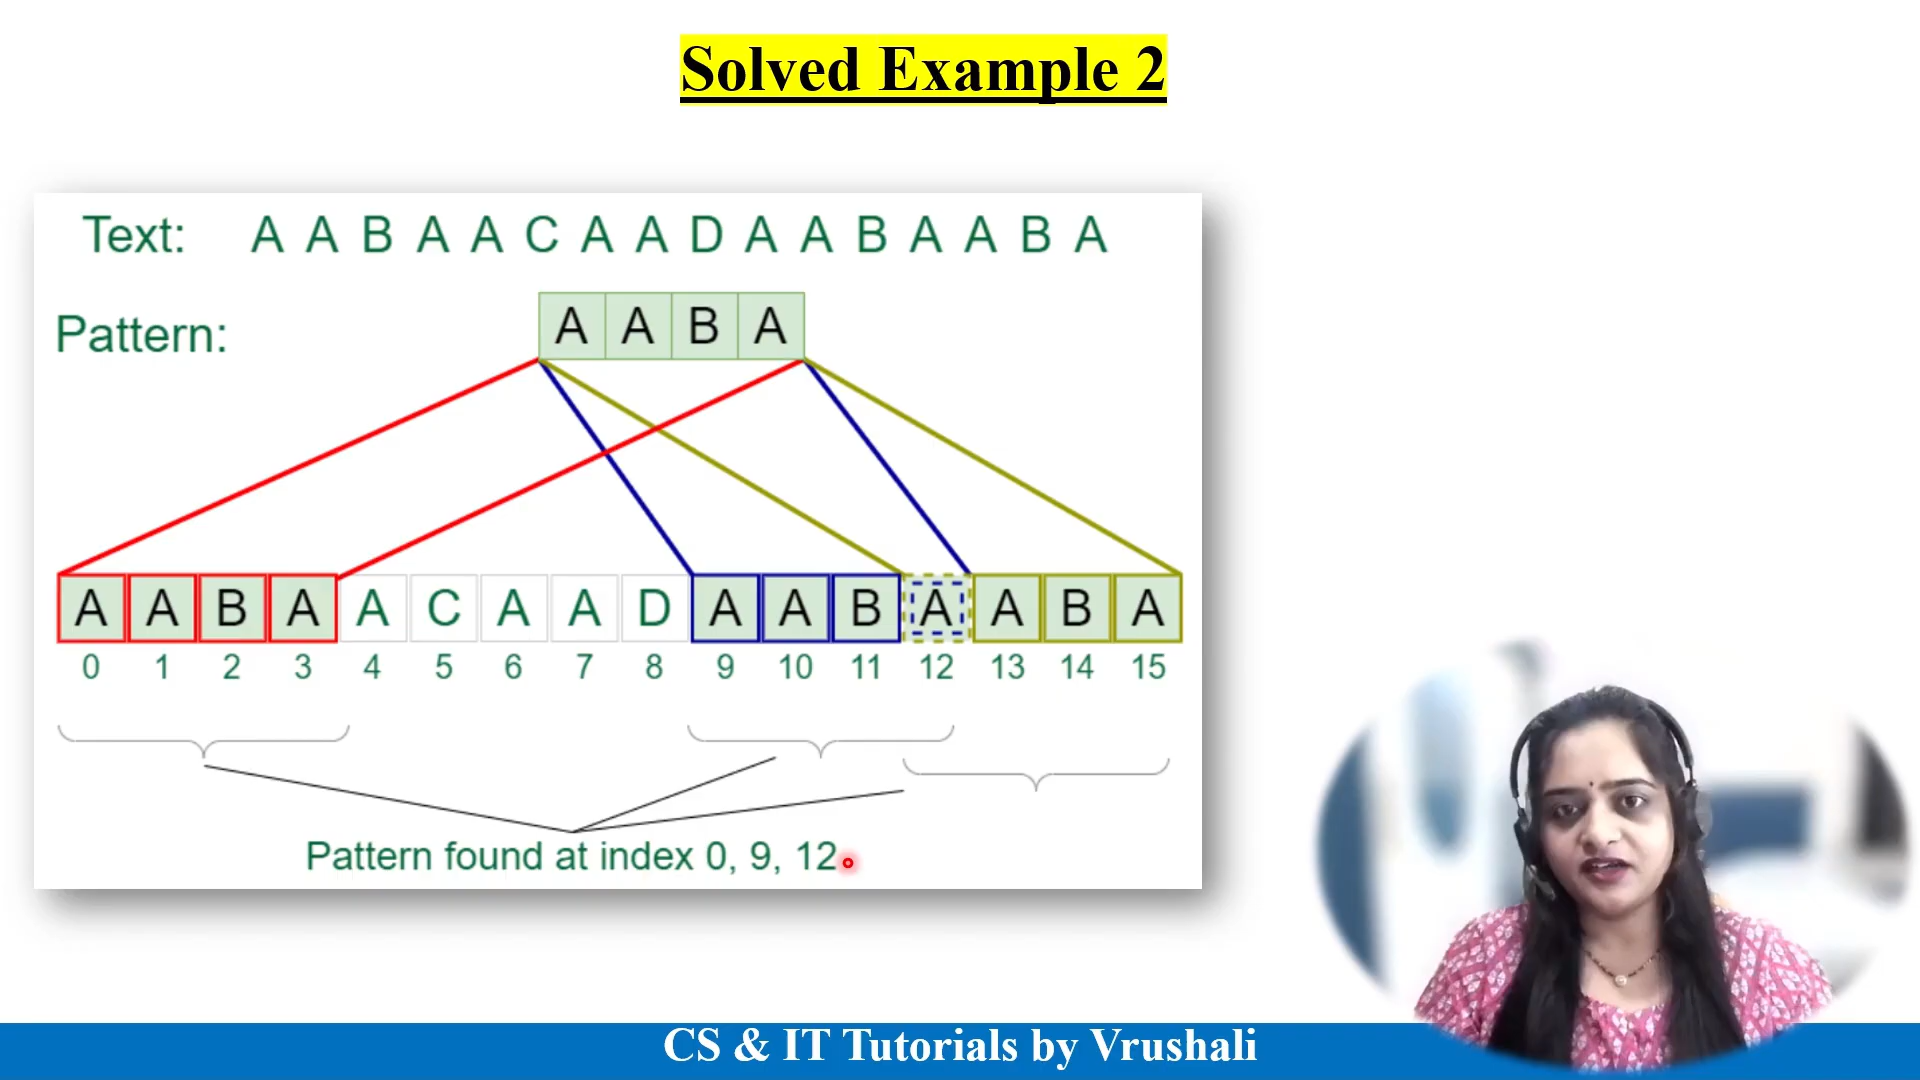 Solved Example 2
Text: A A B A A C A A D A A B A A B A
Pattern: A A B A
A A B A A C A A D A A B A A B A
0 1 2 3 4 5 6 7 8 9 10 11 12 13 14 15
Pattern found at index 0, 9, 12
CS & IT Tutorials by Vrushali